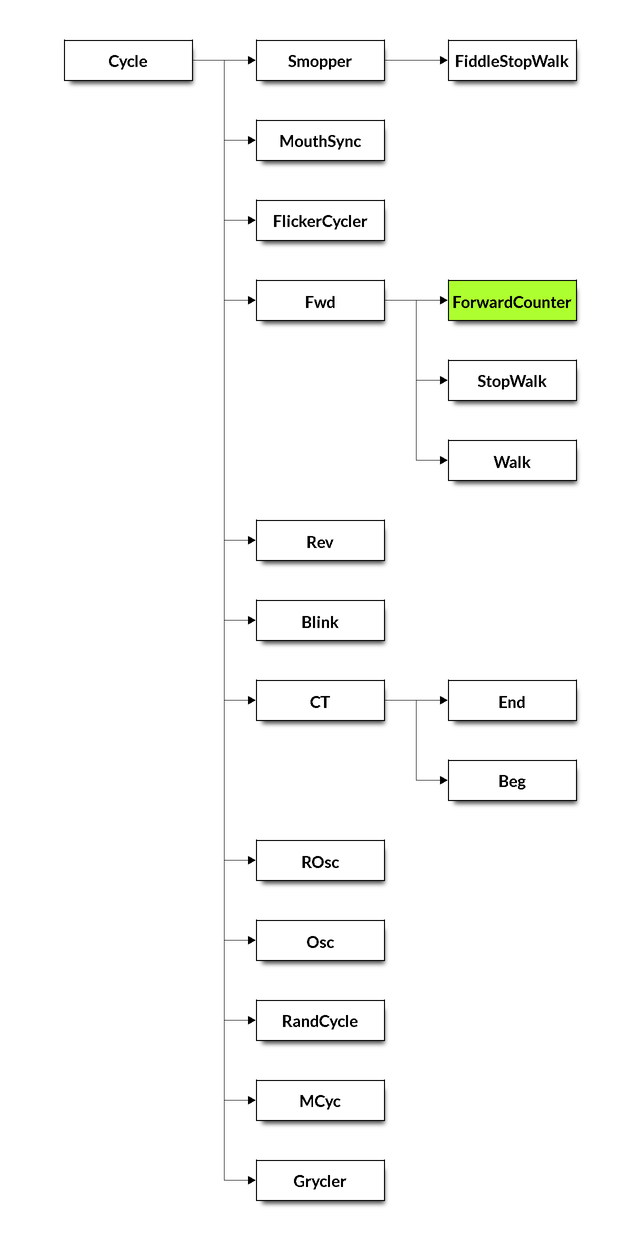 Cycle
Smopper
FiddleStopWalk
MouthSync
FlickerCycler
Fwd
ForwardCounter
StopWalk
Walk
Rev
Blink
CT
End
Beg
ROsc
Osc
RandCycle
MCyc
Grycler